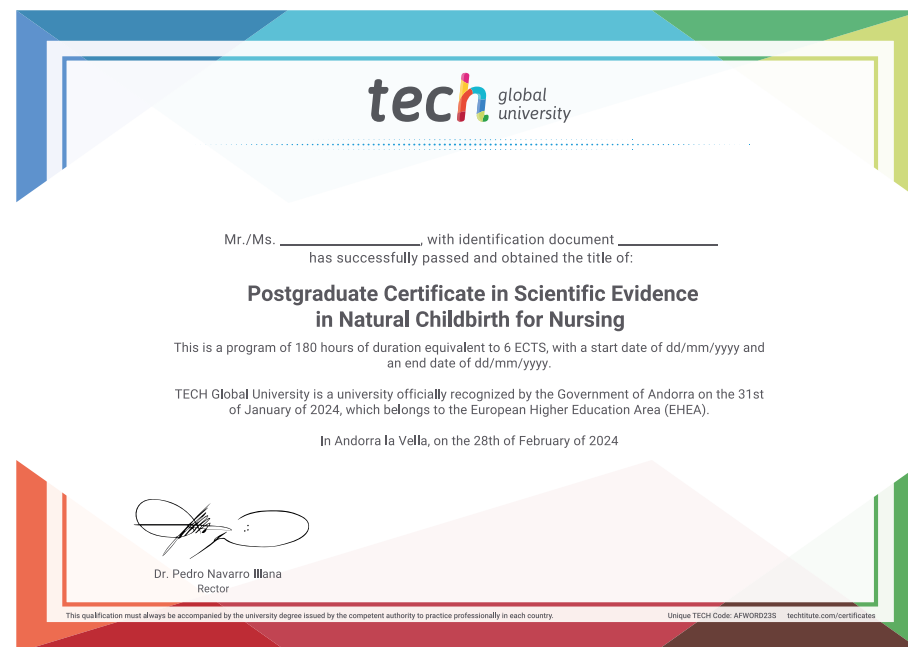 tech global
university
Mr./Ms. ____________________, with identification document ______________
has successfully passed and obtained the title of:
Postgraduate Certificate in Scientific Evidence
in Natural Childbirth for Nursing
This is a program of 180 hours of duration equivalent to 6 ECTS, with a start date of dd/mm/yyyy and
an end date of dd/mm/yyyy.
TECH Global University is a university officially recognized by the Government of Andorra on the 31st
of January of 2024, which belongs to the European Higher Education Area (EHEA).
In Andorra la Vella, on the 28th of February of 2024
Dr. Pedro Navarro Illana
Rector
This qualification must always be accompanied by the university degree issued by the competent authority to practice professionally in each country. Unique TECH Code: AFWORD23S techtitute.com/certificates